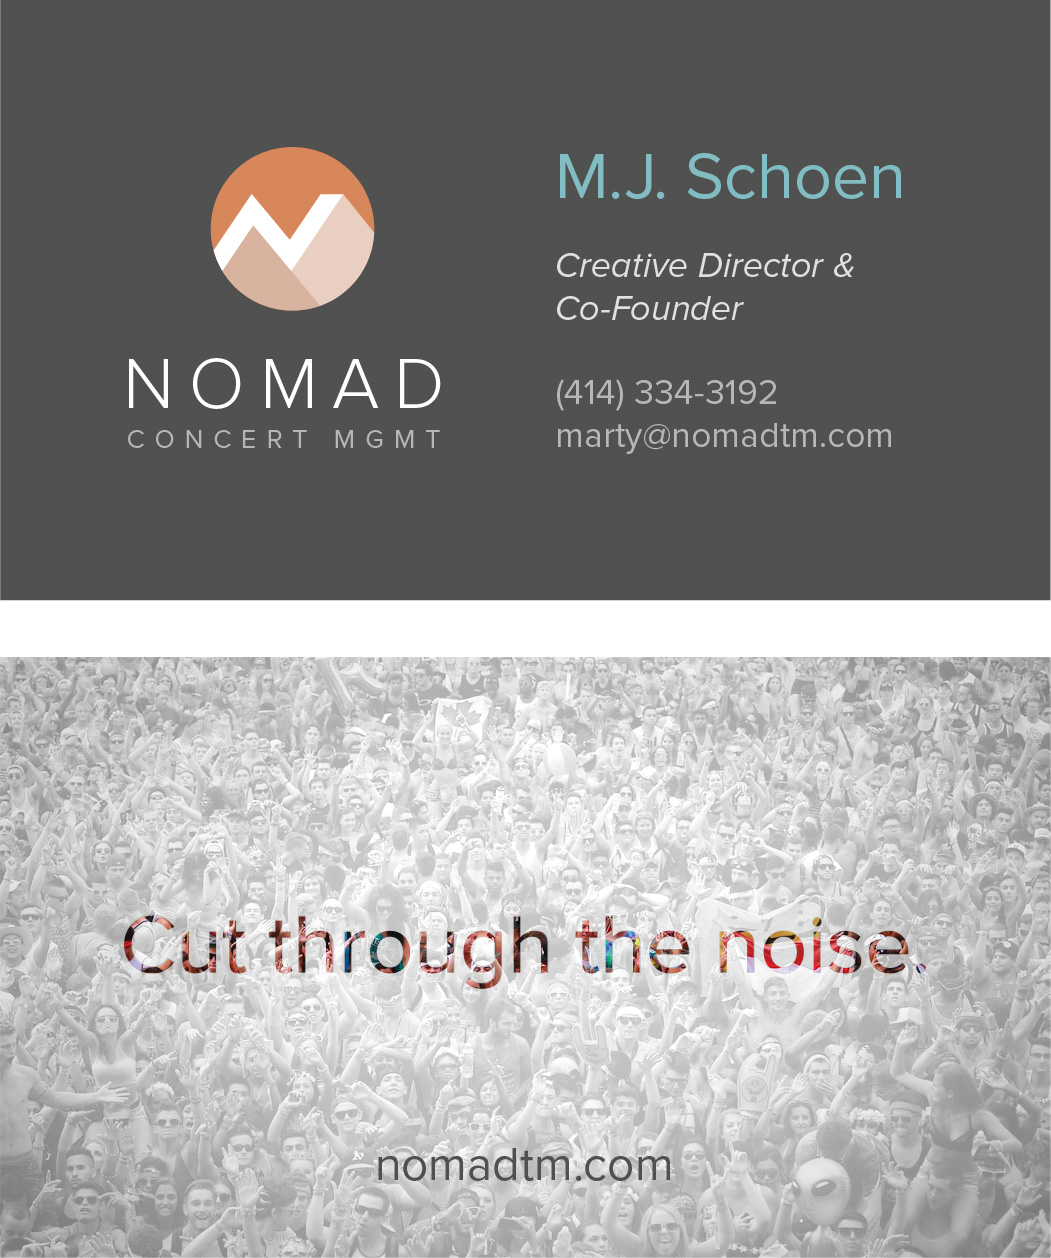 M.J. Schoen
Creative Director &
Co-Founder
(414) 334-3192
marty@nomadtm.com
NOMAD
CONCERT MGMT
Cut through the noise.
nomadtm.com